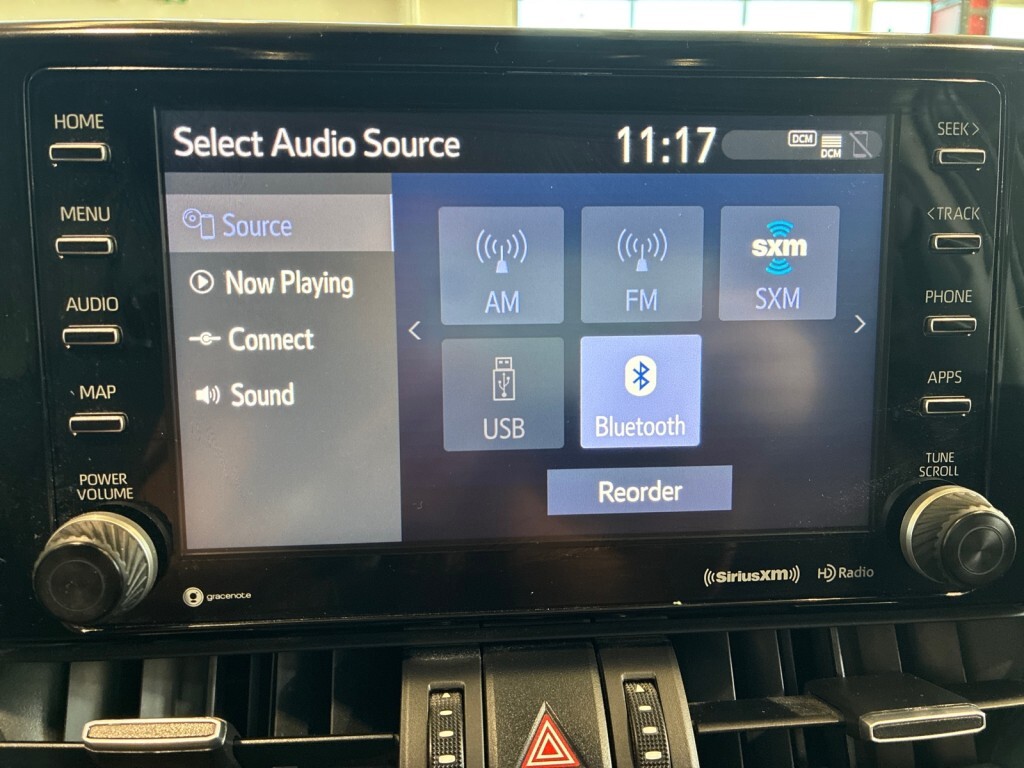 HOME
MENU
AUDIO
MAP
POWER
VOLUME
Select Audio Source
11:17
DCM
DCM
Source
Now Playing
Connect
Sound
AM
FM
sxm
SXM
USB
Bluetooth
Reorder
SEEK>
<TRACK
PHONE
APPS
TUNE
SCROLL
gracenote
((SiriusXM))
HD Radio